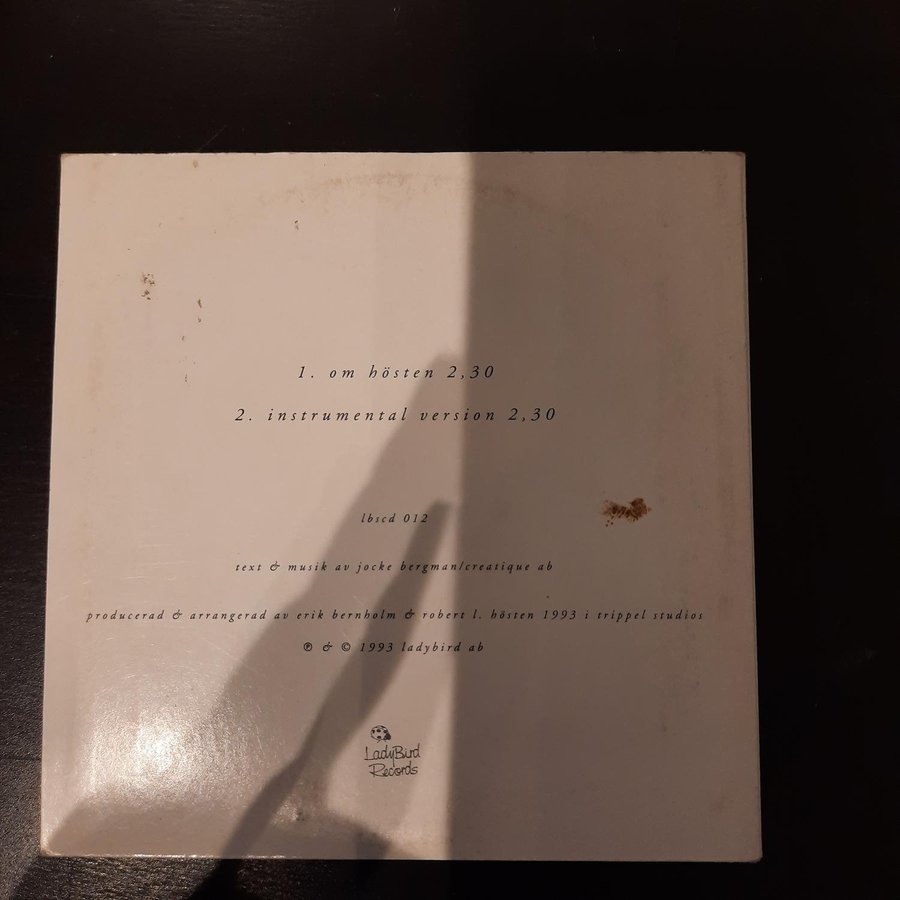 1. om hösten 2,30
2. instrumental version 2,30
lbscd 012
text & musik av jocke bergman/creatique ab
producerad & arrangerad av erik bernholm & robert l. hösten 1993 i trippel studios
℗ & © 1993 ladybird ab
LadyBird
Records